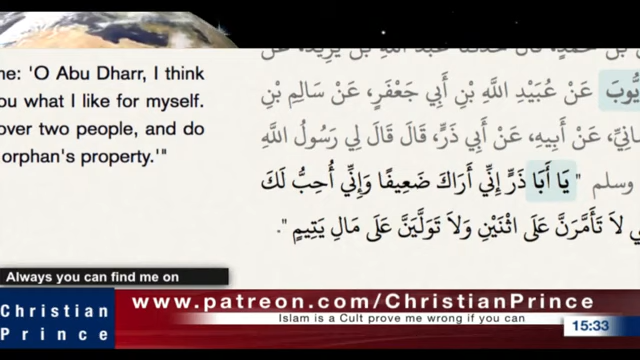 ne: 'O Abu Dharr, I think
ou what I like for myself.
over two people, and do
orphan's property.'"
يُّوبَ عَنْ عُبَيْدِ اللَّهِ بْنِ أَبِي جَعْفَرٍ، عَنْ سَالِمِ بْنِ
عَنْ أَبِيهِ، عَنْ أَبِي ذَرٍّ، قَالَ قَالَ لِي رَسُولُ اللَّهِ
وسلم " يَا أَبَا ذَرٍّ إِنِّي أَرَاكَ ضَعِيفًا وَإِنِّي أُحِبُّ لَكَ
ي لاَ تَأَمَّرَنَّ عَلَى اثْنَيْنِ وَلاَ تَوَلَّيَنَّ عَلَى مَالِ يَتِيمٍ " .
Always you can find me on
Christian
Prince
www.patreon.com/ChristianPrince
Islam is a Cult prove me wrong if you can
15:33